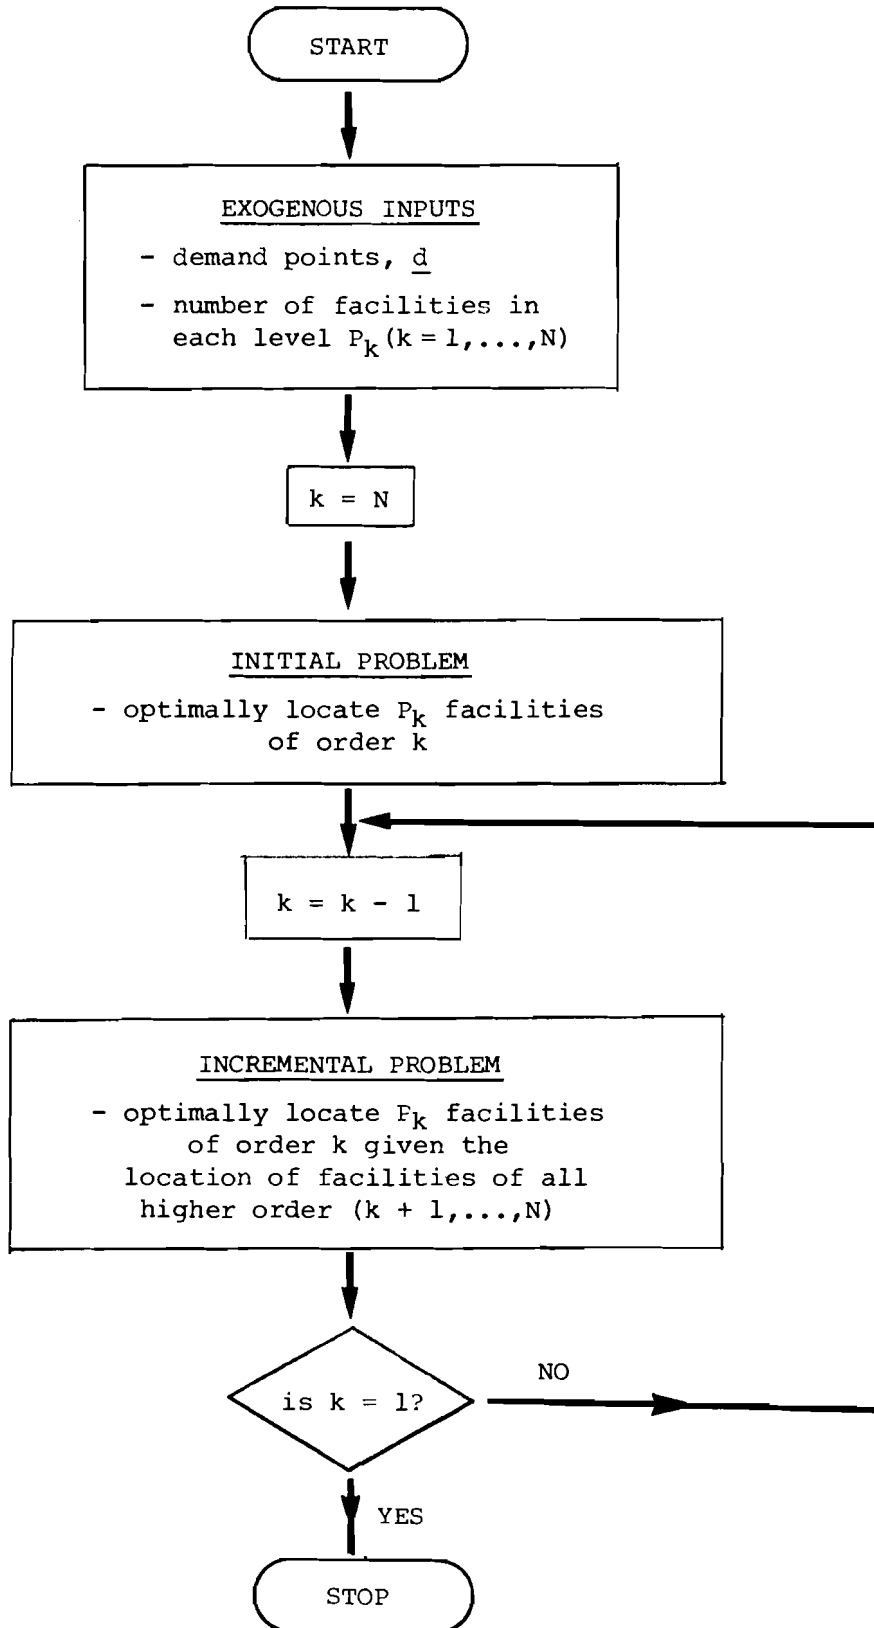 START
EXOGENOUS INPUTS
- demand points, d
- number of facilities in
each level Pk(k = 1,...,N)
k = N
INITIAL PROBLEM
- optimally locate Pk facilities
of order k
k = k - 1
INCREMENTAL PROBLEM
- optimally locate Pk facilities
of order k given the
location of facilities of all
higher order (k + 1,...,N)
is k = 1?
NO
YES
STOP